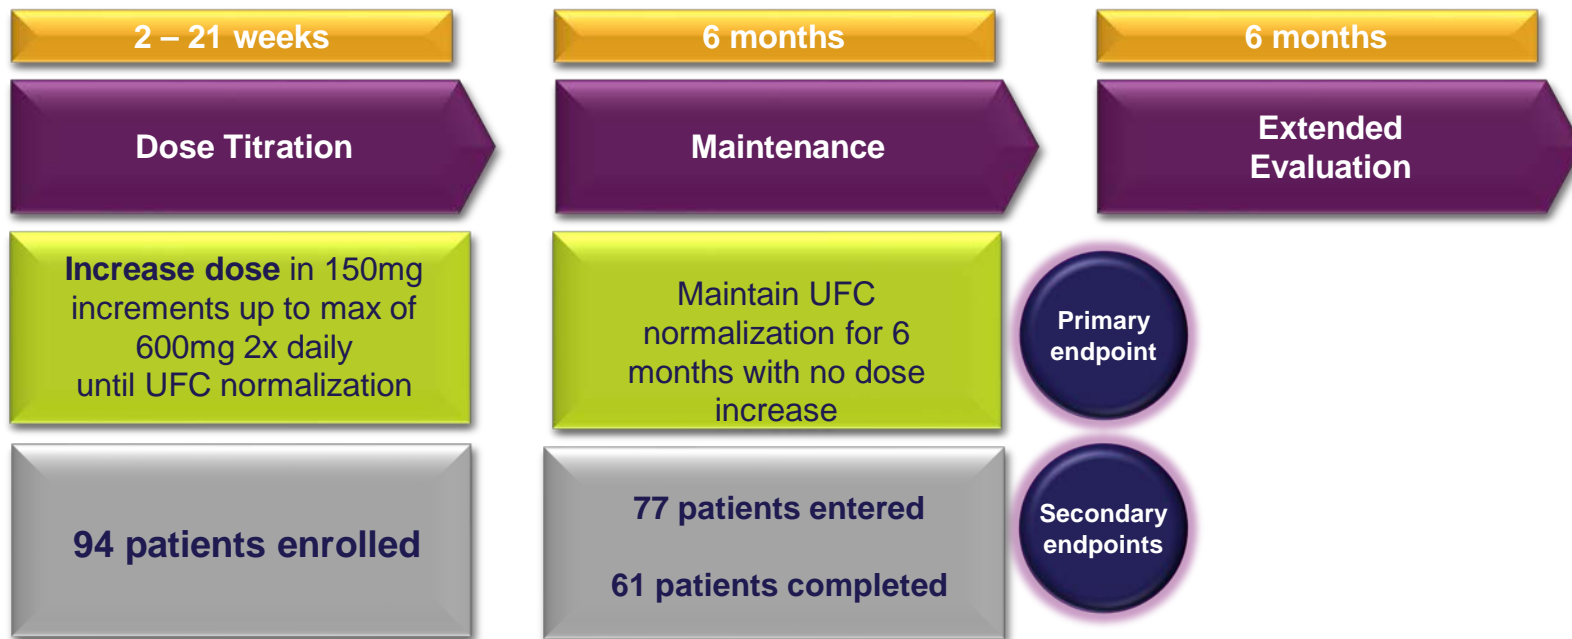 2 – 21 weeks
6 months
6 months
Dose Titration
Maintenance
Extended
Evaluation
Increase dose in 150mg
increments up to max of
600mg 2x daily
until UFC normalization
Maintain UFC
normalization for 6
months with no dose
increase
Primary
endpoint
94 patients enrolled
77 patients entered
61 patients completed
Secondary
endpoints